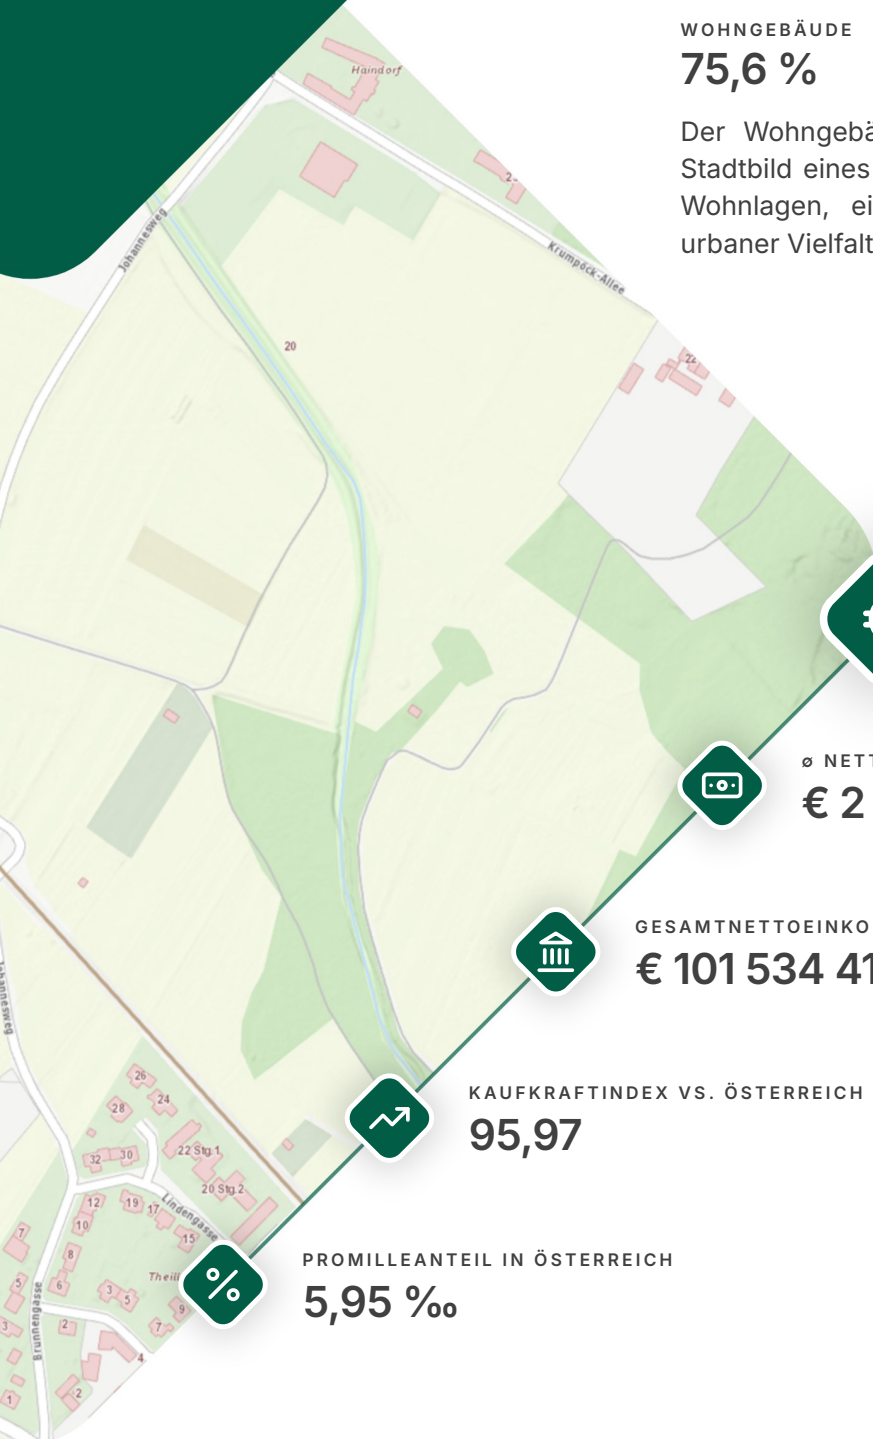 WOHNGEBÄUDE
75,6 %
Der Wohngebä
Stadtbild eines
Wohnlagen, ei
urbaner Vielfalt
Haindorf
2
Johannesweg
Krumpöck-Allee
20
22
ø NETT
€ 2
GESAMTNETTOEINKO
€ 101 534 41
Johannesweg
KAUFKRAFTINDEX VS. ÖSTERREICH
95,97
26
24
28
22 Stg.1
32
30
20 Stg.2
12
19
17
Lindengasse
10
15
7
8
PROMILLEANTEIL IN ÖSTERREICH
5,95 ‰
Theili
5
6
3
5
9
Brunnengasse
3
2
7
4
2
1